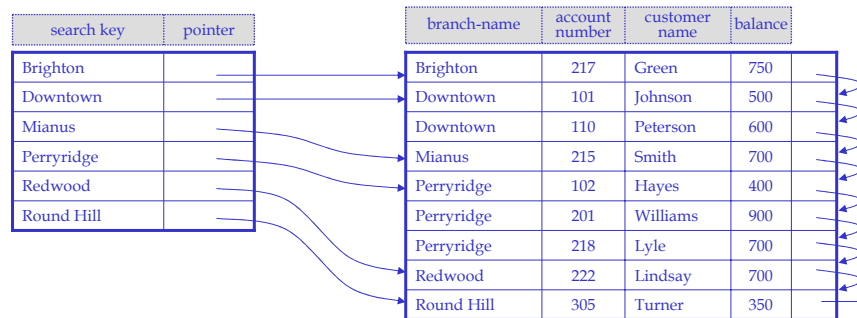 search key pointer
Brighton
Downtown
Mianus
Perryridge
Redwood
Round Hill
branch-name account number customer name balance
Brighton 217 Green 750
Downtown 101 Johnson 500
Downtown 110 Peterson 600
Mianus 215 Smith 700
Perryridge 102 Hayes 400
Perryridge 201 Williams 900
Perryridge 218 Lyle 700
Redwood 222 Lindsay 700
Round Hill 305 Turner 350